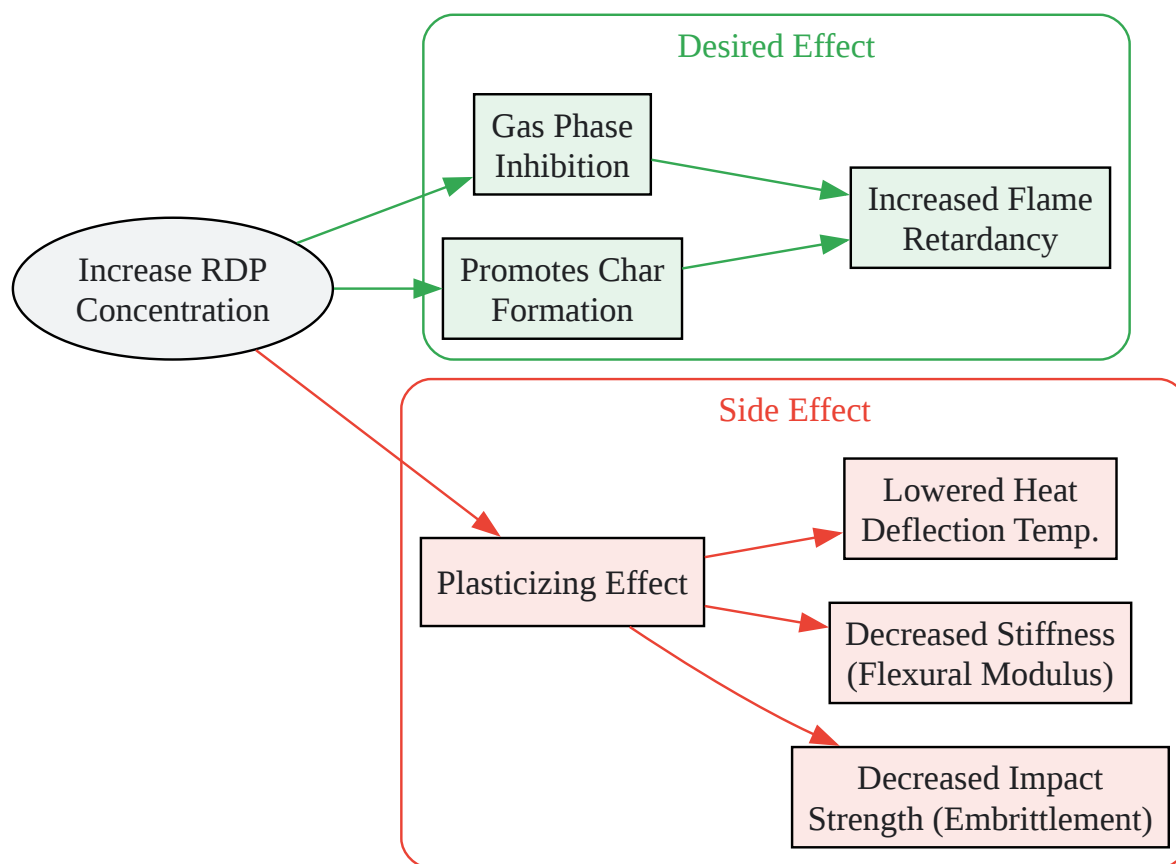 Desired Effect
Gas Phase
Inhibition
Increased Flame
Retardancy
Increase RDP
Concentration
Promotes Char
Formation
Side Effect
Lowered Heat
Deflection Temp.
Plasticizing Effect
Decreased Stiffness
(Flexural Modulus)
Decreased Impact
Strength (Embrittlement)